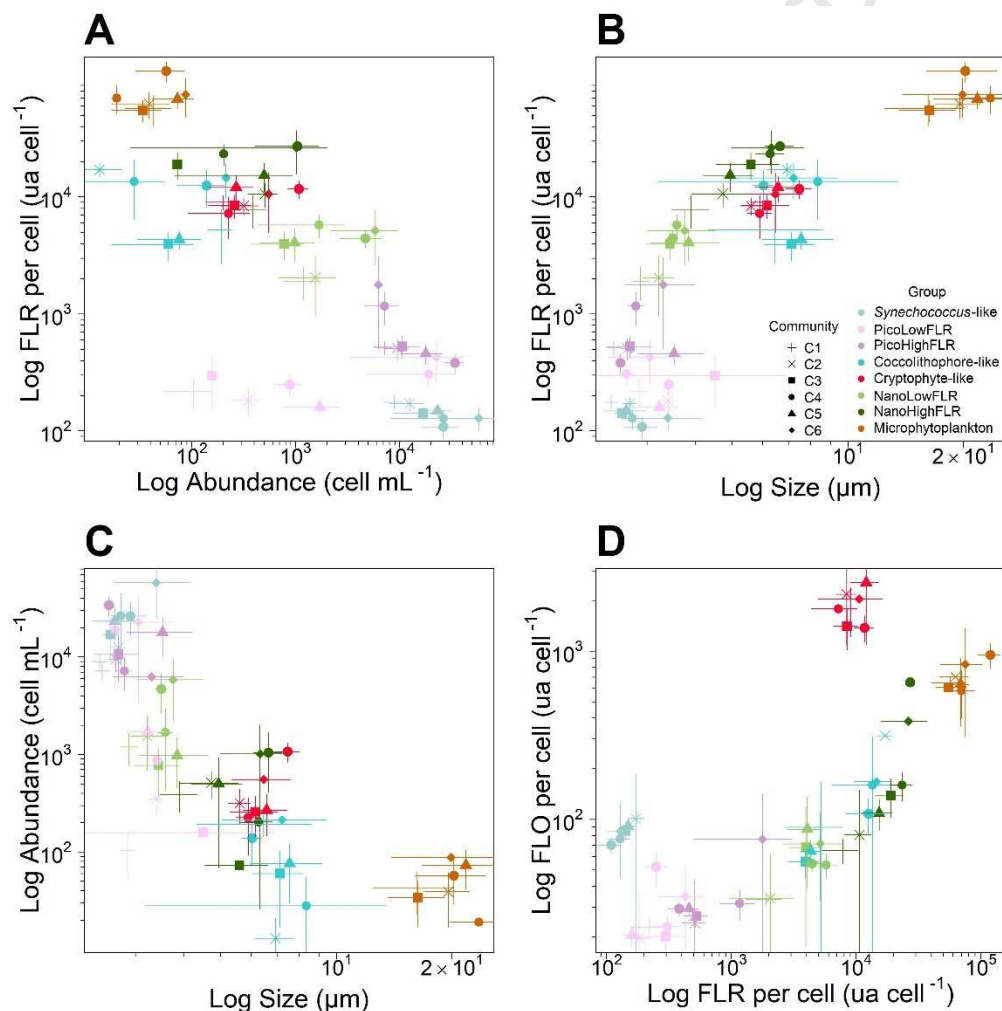 A
Log FLR per cell (ua cell⁻¹)
10⁴
10³
10²
10²
10³
10⁴
Log Abundance (cell mL⁻¹)
B
Log FLR per cell (ua cell⁻¹)
10⁴
10³
10²
10¹
2 × 10¹
Log Size (µm)
Community
C1
C2
C3
C4
C5
C6
Group
Synechococcus-like
PicoLowFLR
PicoHighFLR
Coccolithophore-like
Cryptophyte-like
NanoLowFLR
NanoHighFLR
Microphytoplankton
C
Log Abundance (cell mL⁻¹)
10⁴
10³
10²
10¹
2 × 10¹
Log Size (µm)
D
Log FLO per cell (ua cell⁻¹)
10³
10²
10²
10³
10⁴
10⁵
Log FLR per cell (ua cell⁻¹)